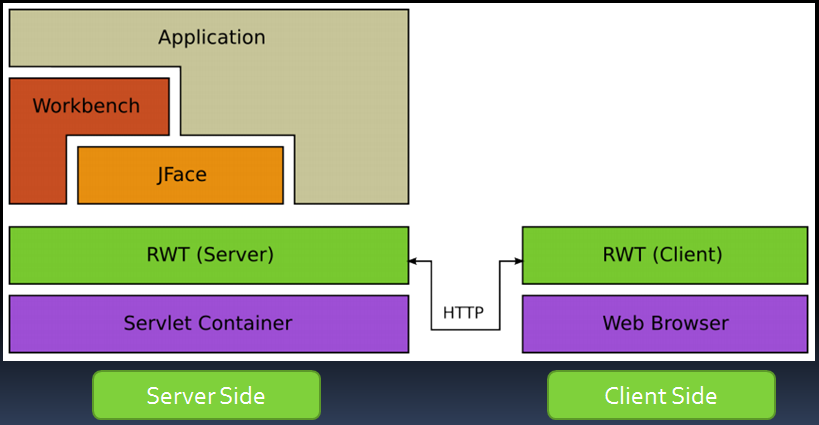 Application
Workbench
JFace
RWT (Server)
RWT (Client)
HTTP
Servlet Container
Web Browser
Server Side
Client Side